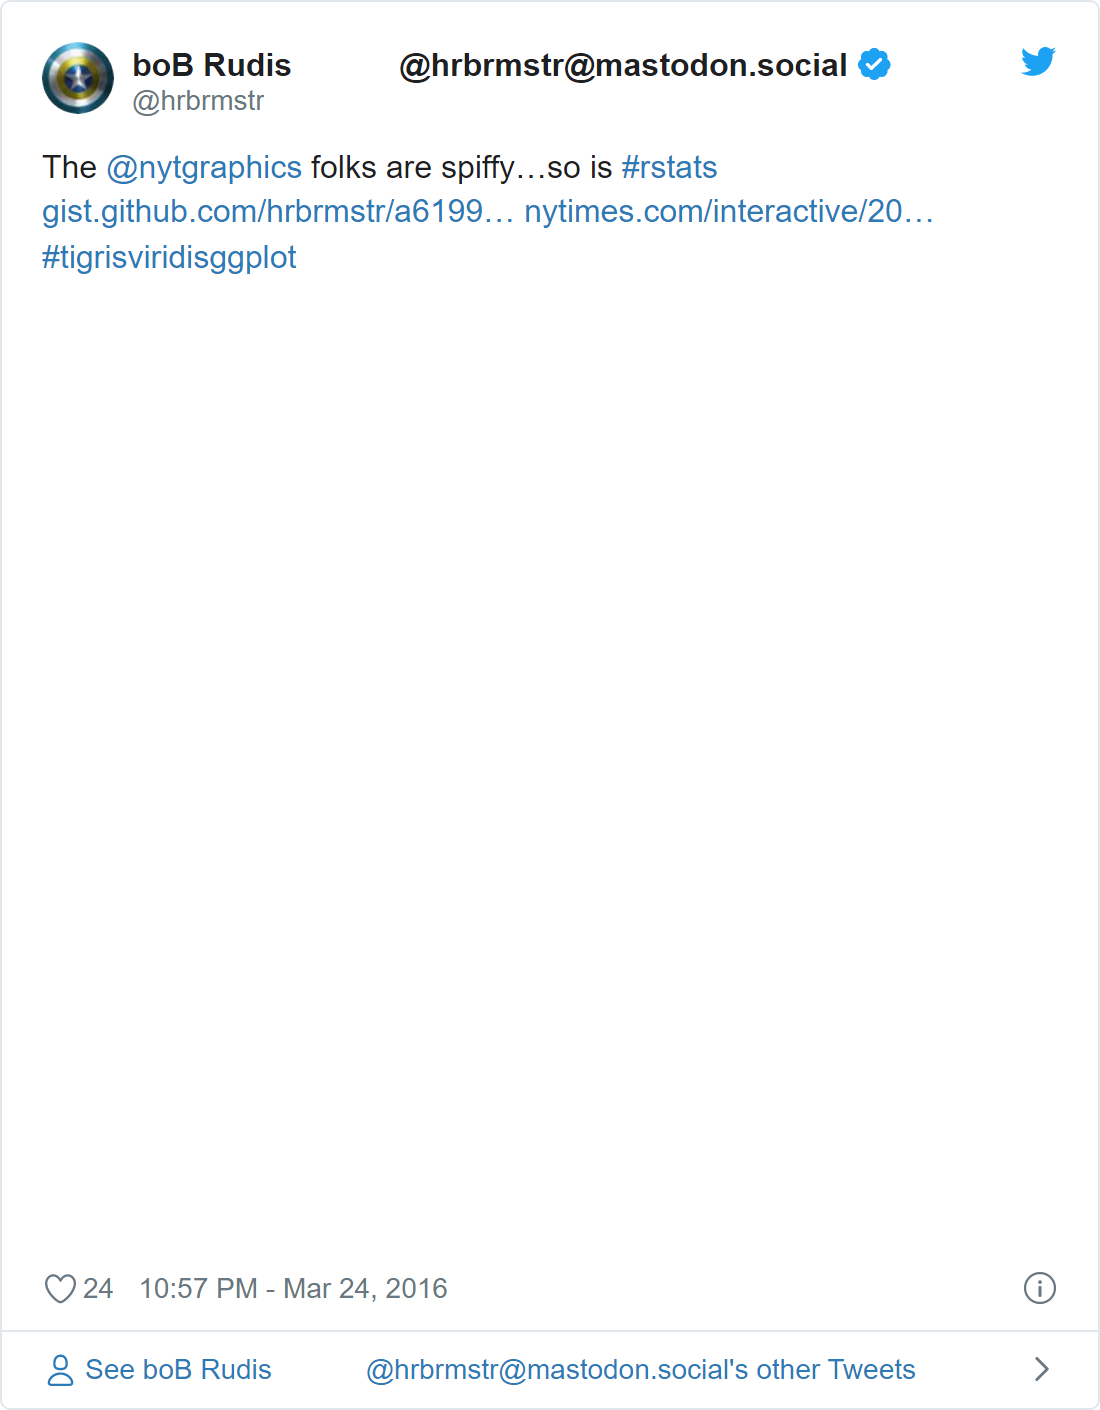 boB Rudis @hrbrmstr@mastodon.social
@hrbrmstr
The @nytgraphics folks are spiffy…so is #rstats
gist.github.com/hrbrmstr/a6199… nytimes.com/interactive/20…
#tigrisviridisggplot
24 10:57 PM - Mar 24, 2016
See boB Rudis @hrbrmstr@mastodon.social's other Tweets